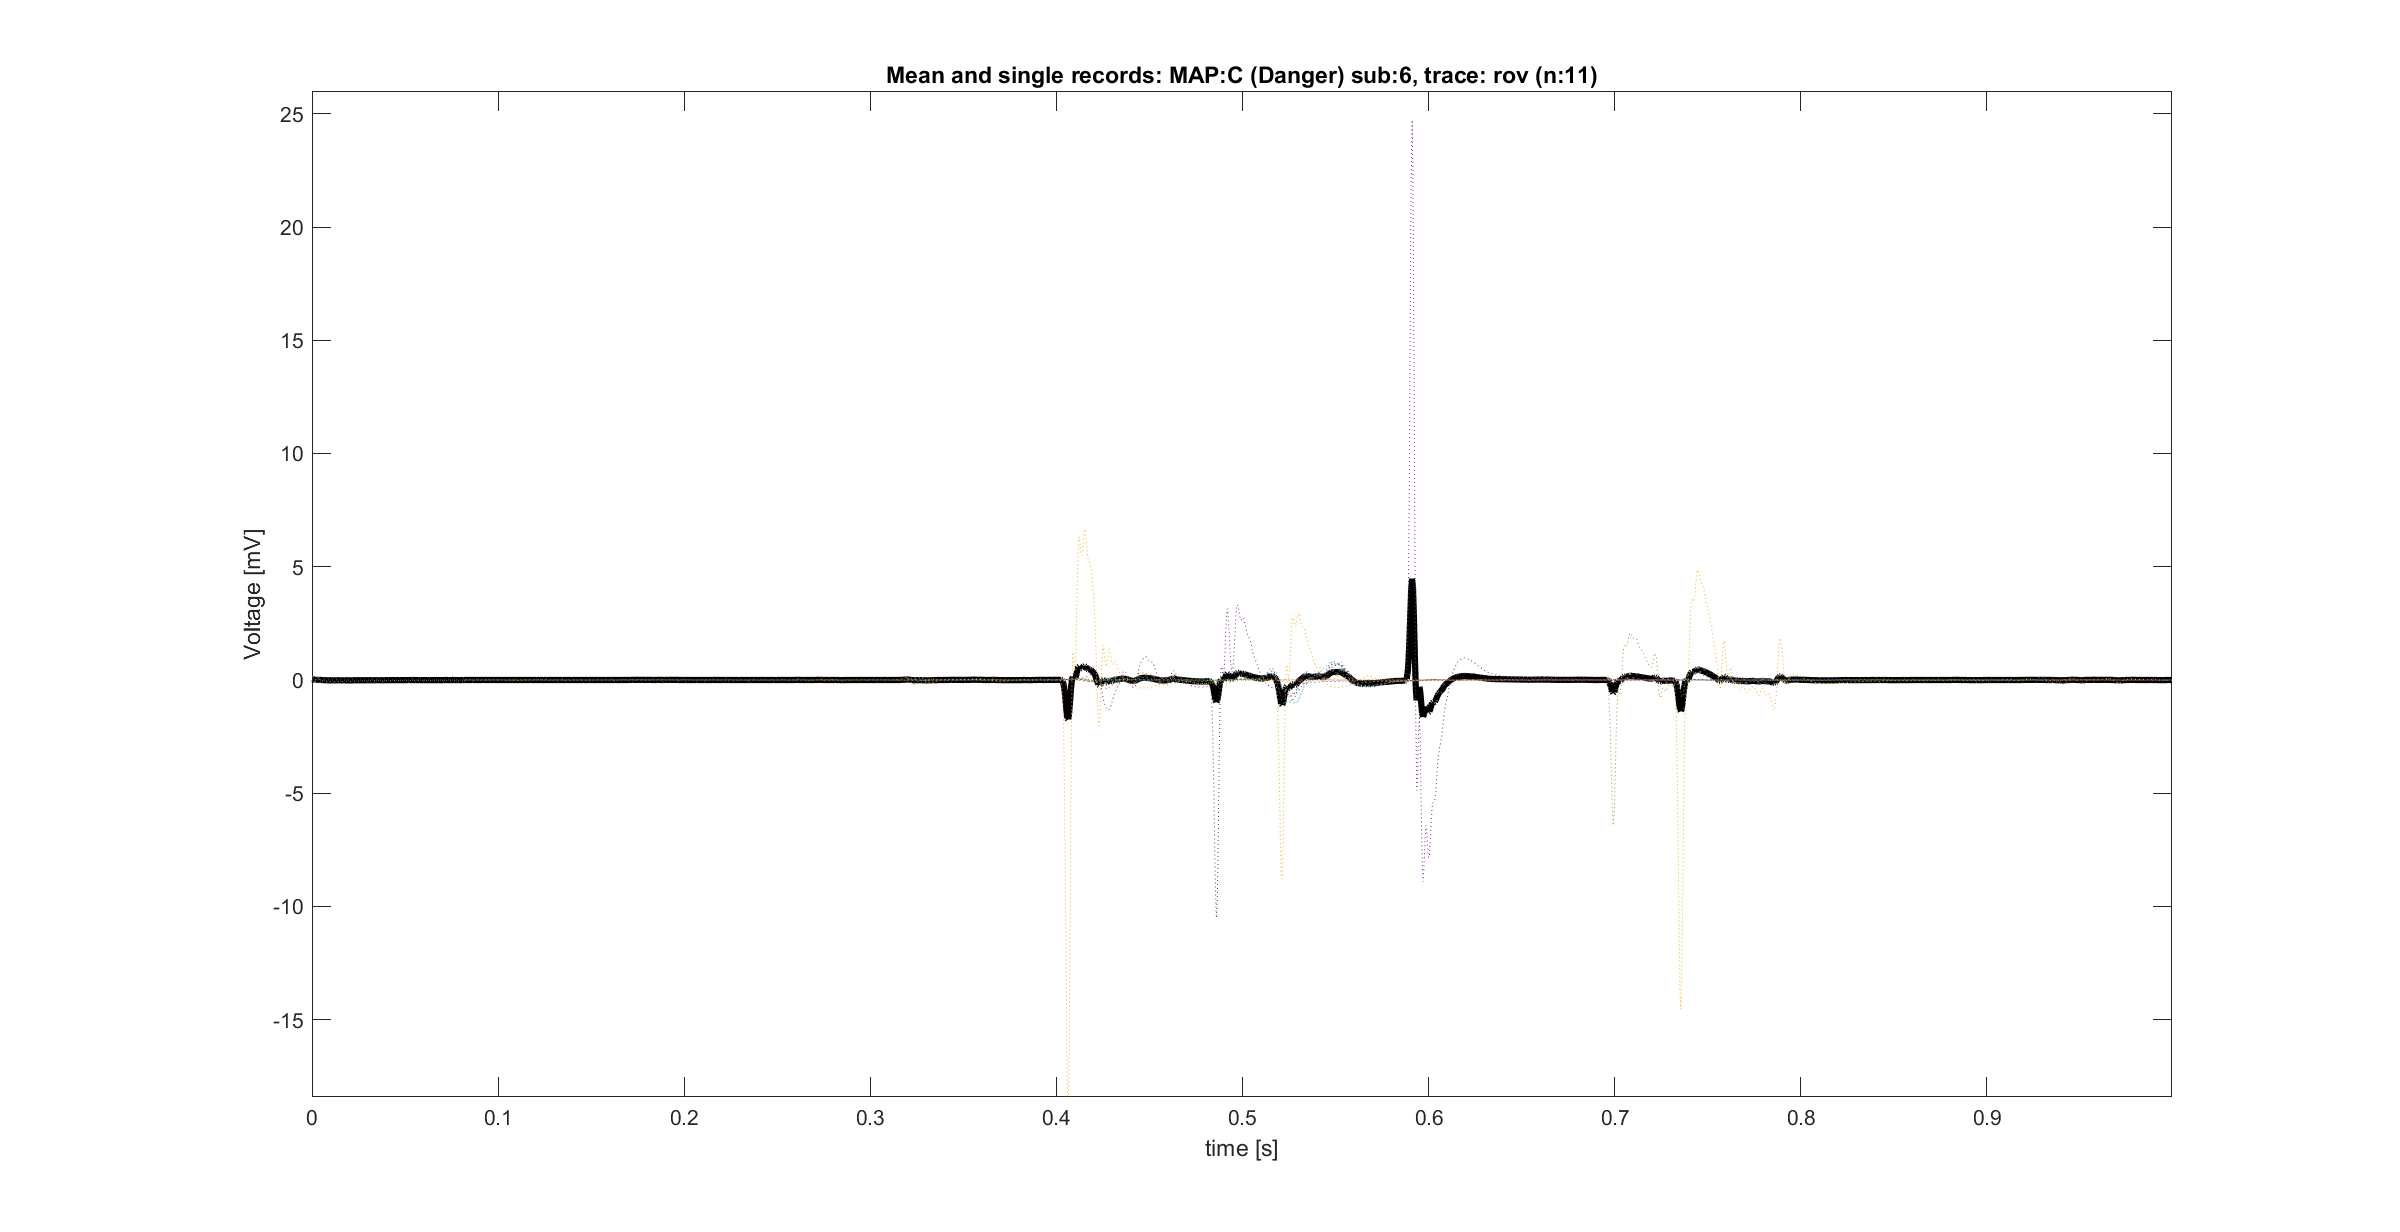 Mean and single records: MAP:C (Danger) sub:6, trace: rov (n:11)
25
20
15
10
5
0
-5
-10
-15
Voltage [mV]
0 0.1 0.2 0.3 0.4 0.5 0.6 0.7 0.8 0.9
time [s]